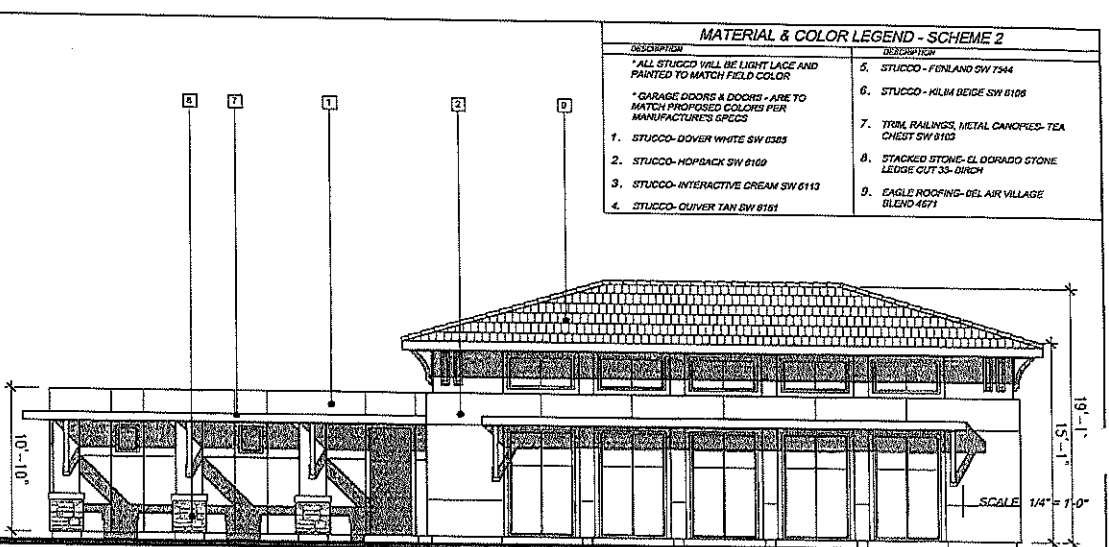 MATERIAL & COLOR LEGEND - SCHEME 2
DESCRIPTION
* ALL STUCCO WILL BE LIGHT LACE AND
PAINTED TO MATCH FIELD COLOR
* GARAGE DOORS & DOORS - ARE TO
MATCH PROPOSED COLORS PER
MANUFACTURE'S SPECS
1. STUCCO- DOVER WHITE SW 6385
2. STUCCO- HOPSACK SW 6109
3. STUCCO- INTERACTIVE CREAM SW 6113
4. STUCCO- QUIVER TAN SW 6151
DESCRIPTION
5. STUCCO - FENLAND SW 7544
6. STUCCO - KILIM BEIGE SW 6106
7. TRIM, RAILINGS, METAL CANOPIES- TEA
CHEST SW 6103
8. STACKED STONE- EL DORADO STONE
LEDGE CUT 33- BIRCH
9. EAGLE ROOFING- BEL AIR VILLAGE
BLEND 4671
8
7
1
2
9
10'-10"
19'-1"
15'-1"
SCALE 1/4" = 1'-0"